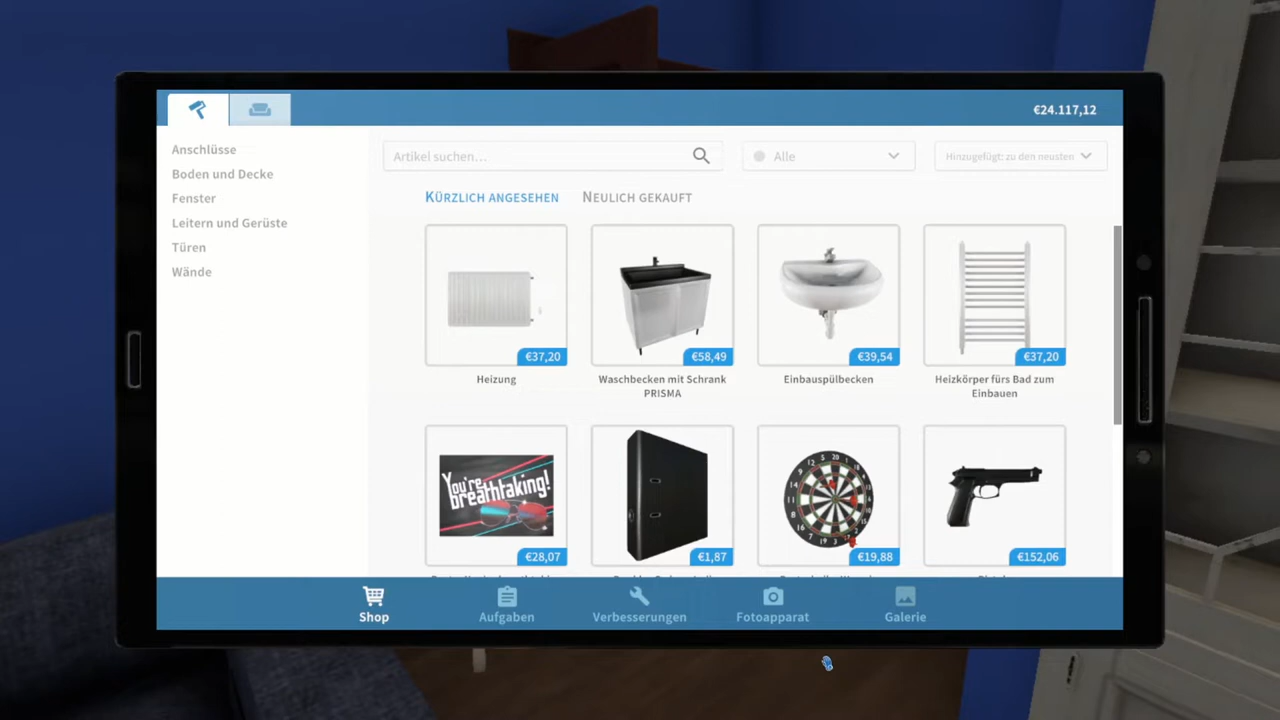 €24.117,12
Anschlüsse
Boden und Decke
Fenster
Leitern und Gerüste
Türen
Wände
Artikel suchen...
Alle
Hinzugefügt: zu den neusten
KÜRZLICH ANGESEHEN
NEULICH GEKAUFT
€37,20
€58,49
€39,54
€37,20
Heizung
Waschbecken mit Schrank
PRISMA
Einbauspülbecken
Heizkörper fürs Bad zum
Einbauen
You're
breathtaking!
€28,07
€1,87
€19,88
€152,06
Shop
Aufgaben
Verbesserungen
Fotoapparat
Galerie